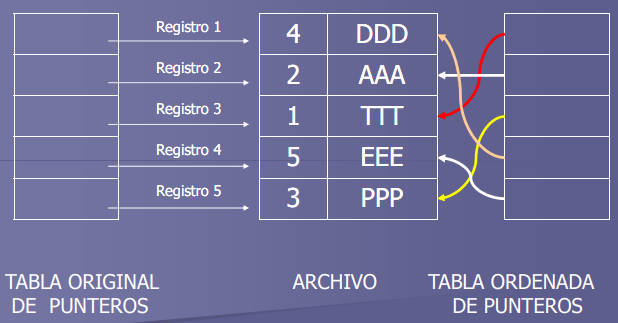 Registro 1
4 DDD
Registro 2
2 AAA
Registro 3
1 TTT
Registro 4
5 EEE
Registro 5
3 PPP
TABLA ORIGINAL
DE PUNTEROS
ARCHIVO
TABLA ORDENADA
DE PUNTEROS